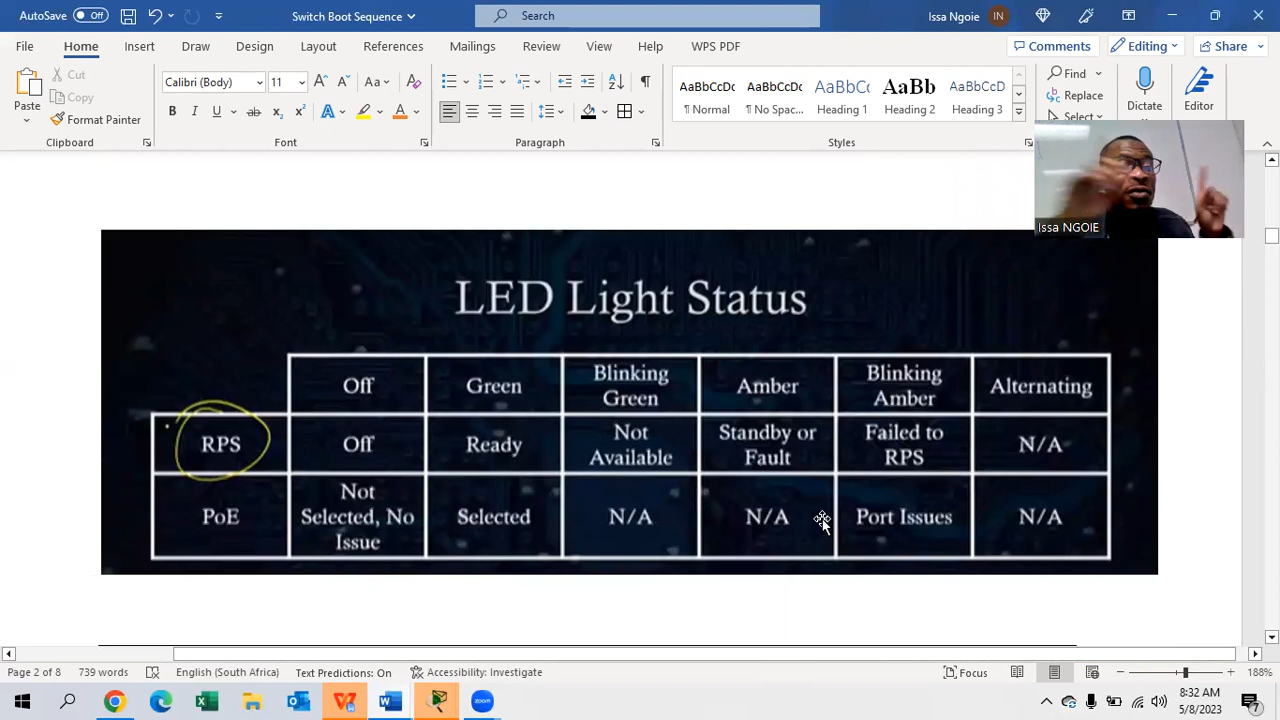 AutoSave Off Switch Boot Sequence Search Issa Ngoie IN
File Home Insert Draw Design Layout References Mailings Review View Help WPS PDF Comments Editing Share
Paste Cut Copy Format Painter
Calibri (Body) 11
AaBbCcDc AaBbCcDc AaBbCcD AaBb AaBbCcD
¶ Normal ¶ No Spac... Heading 1 Heading 2 Heading 3
Find Replace Select
Dictate Editor
Clipboard Font Paragraph Styles
Issa NGOIE
LED Light Status
Off Green Blinking Green Amber Blinking Amber Alternating
RPS Off Ready Not Available Standby or Fault Failed to RPS N/A
PoE Not Selected, No Issue Selected N/A N/A Port Issues N/A
Page 2 of 8 739 words English (South Africa) Text Predictions: On Accessibility: Investigate Focus 188%
8:32 AM
5/8/2023
7